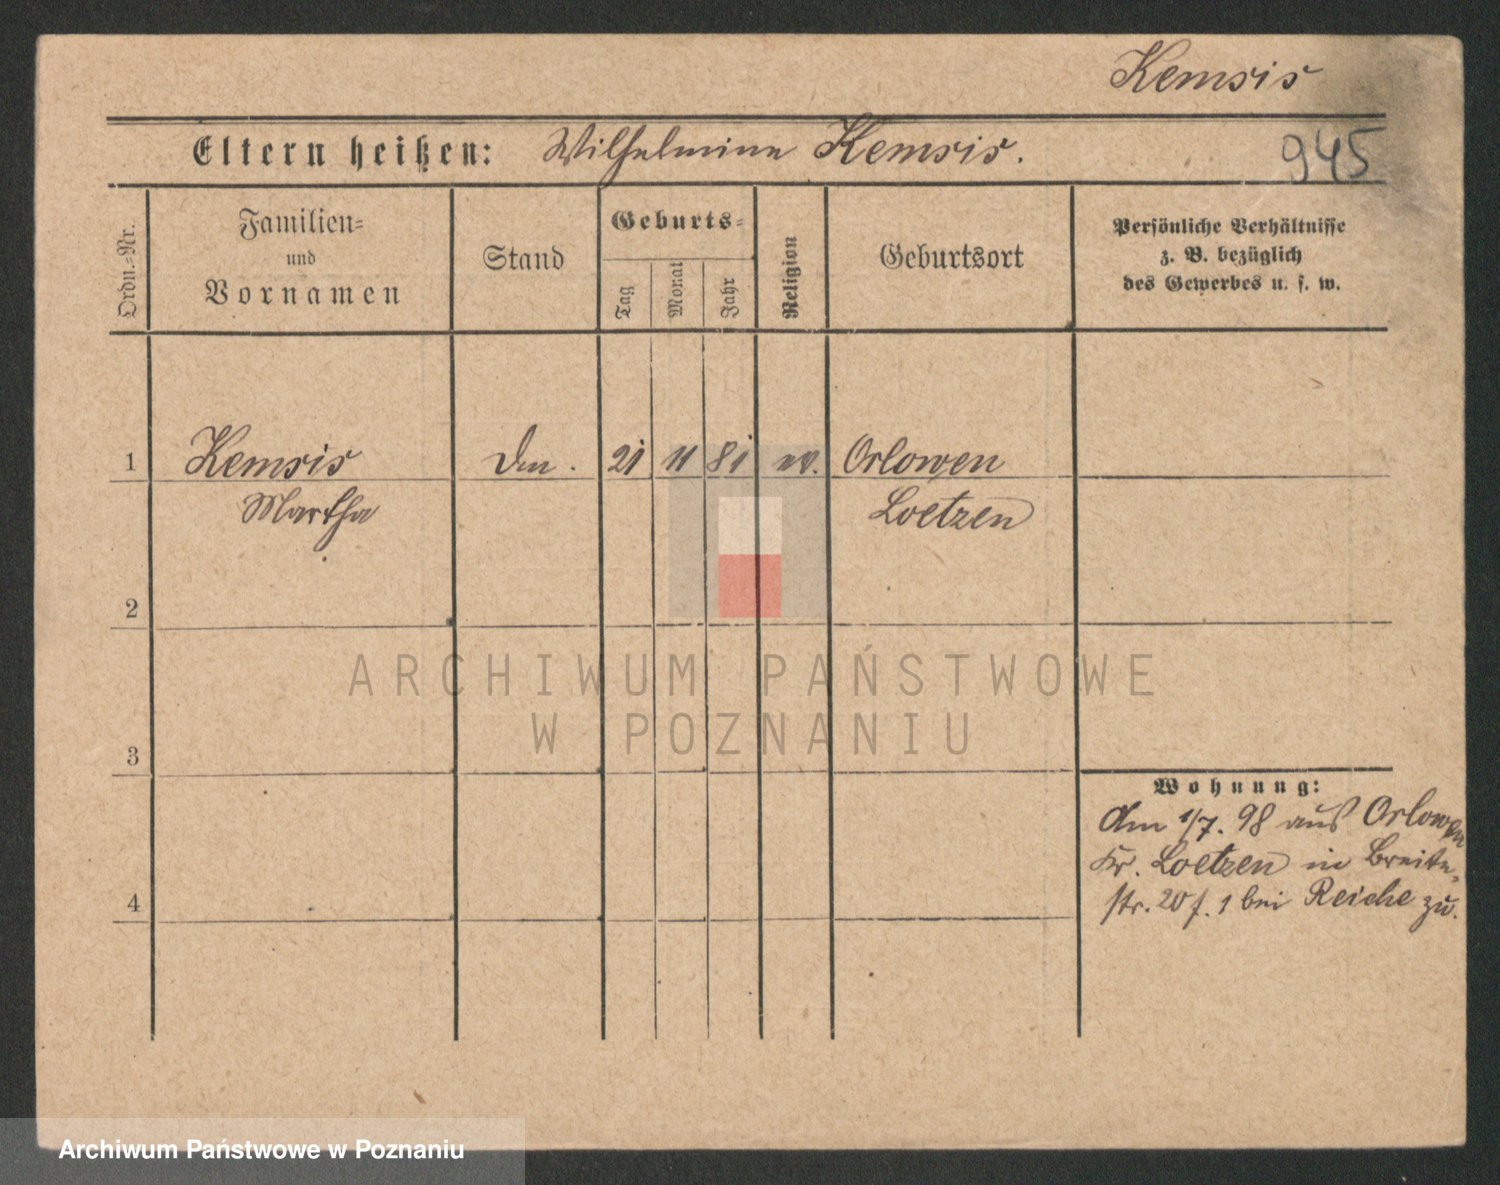 Kemsis
Eltern heißen: Wilhelmine Kemsis.
945
Ordn.=Nr.
Familien=
und
Vornamen
Stand
Geburts=
Tag
Monat
Jahr
Religion
Geburtsort
Persönliche Verhältnisse
z. B. bezüglich
des Gewerbes u. s. w.
1 Kemsis 21 11 81 ev. Orlowen
Martha Loetzen
2
3
4
Wohnung:
Am 1/7. 98 aus Orlowen
Kr. Loetzen in Breite-
str. 20 f. 1 bei Reiche zu.
ARCHIWUM PAŃSTWOWE
W POZNANIU
Archiwum Państwowe w Poznaniu